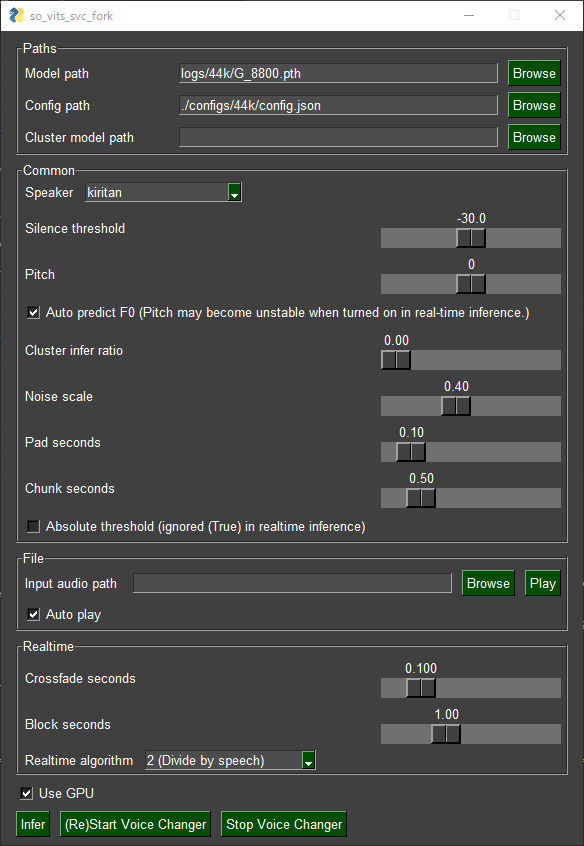 so_vits_svc_fork
Paths
Model path logs/44k/G_8800.pth Browse
Config path ./configs/44k/config.json Browse
Cluster model path Browse
Common
Speaker kiritan
Silence threshold -30.0
Pitch 0
Auto predict F0 (Pitch may become unstable when turned on in real-time inference.)
Cluster infer ratio 0.00
Noise scale 0.40
Pad seconds 0.10
Chunk seconds 0.50
Absolute threshold (ignored (True) in realtime inference)
File
Input audio path Browse Play
Auto play
Realtime
Crossfade seconds 0.100
Block seconds 1.00
Realtime algorithm 2 (Divide by speech)
Use GPU
Infer (Re)Start Voice Changer Stop Voice Changer